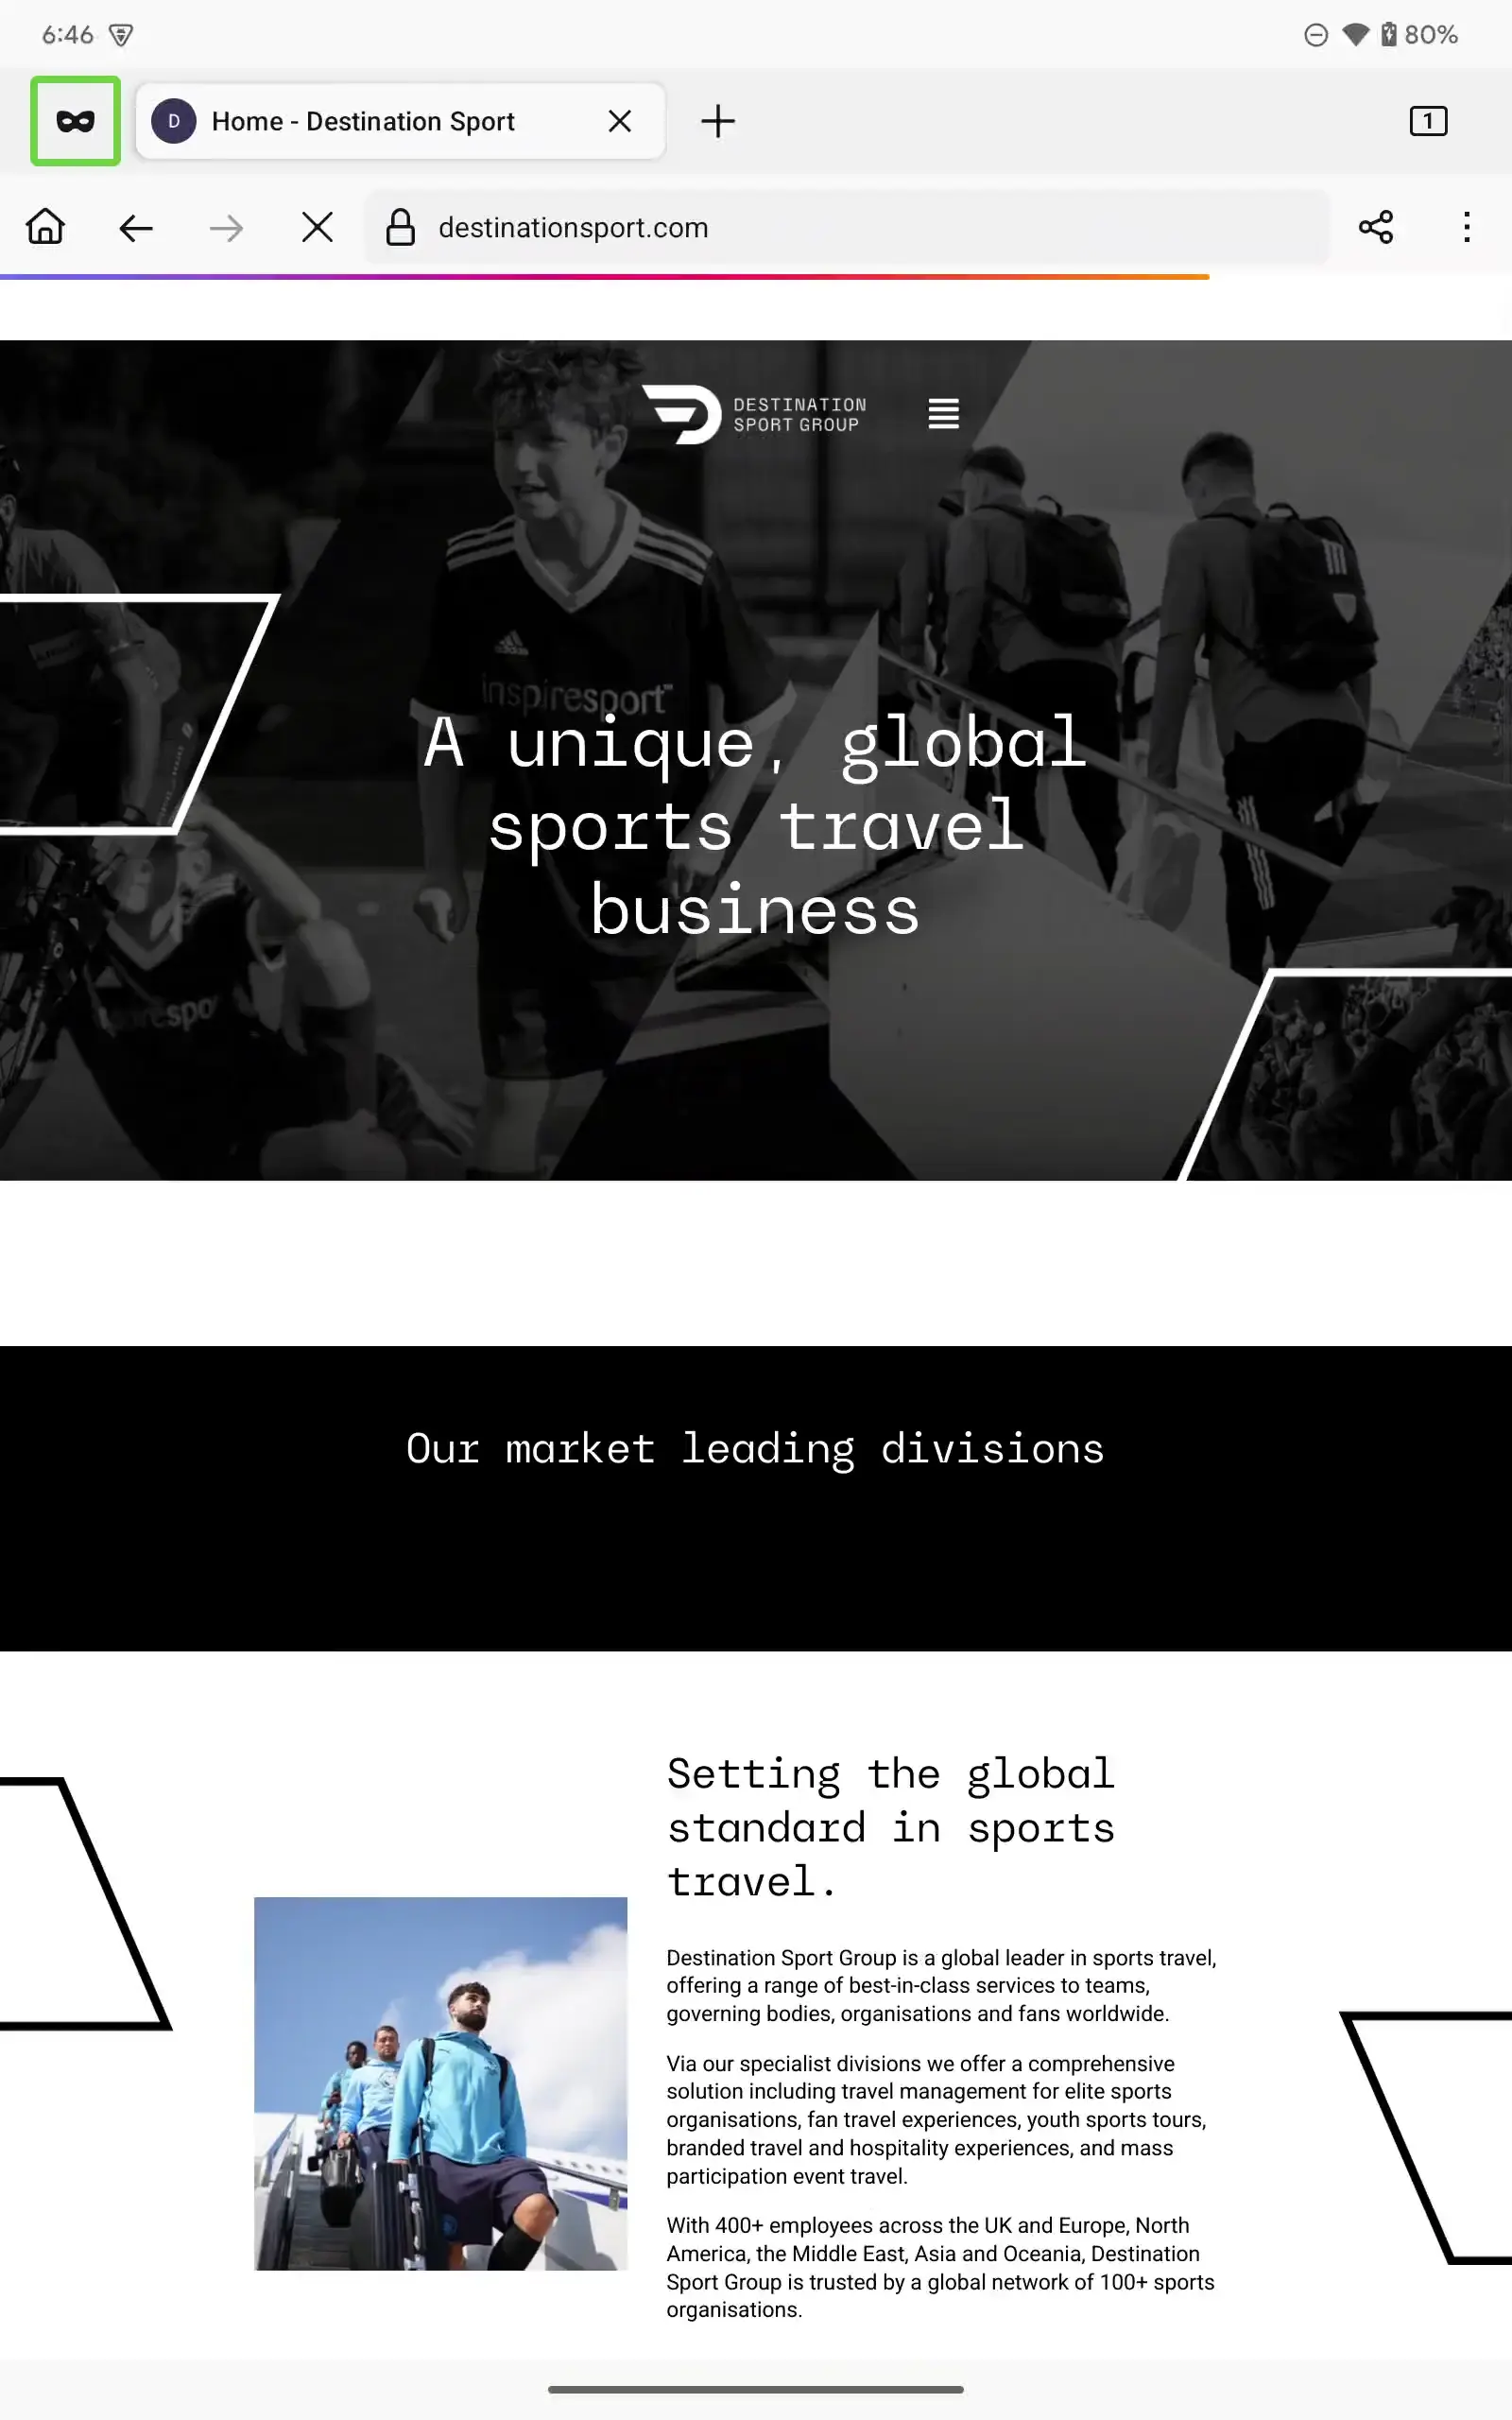 6:46
80%
D Home - Destination Sport
1
destinationsport.com
DESTINATION
SPORT GROUP
inspiresport™
A unique, global
sports travel
business
Our market leading divisions
Setting the global
standard in sports
travel.
Destination Sport Group is a global leader in sports travel,
offering a range of best-in-class services to teams,
governing bodies, organisations and fans worldwide.
Via our specialist divisions we offer a comprehensive
solution including travel management for elite sports
organisations, fan travel experiences, youth sports tours,
branded travel and hospitality experiences, and mass
participation event travel.
With 400+ employees across the UK and Europe, North
America, the Middle East, Asia and Oceania, Destination
Sport Group is trusted by a global network of 100+ sports
organisations.